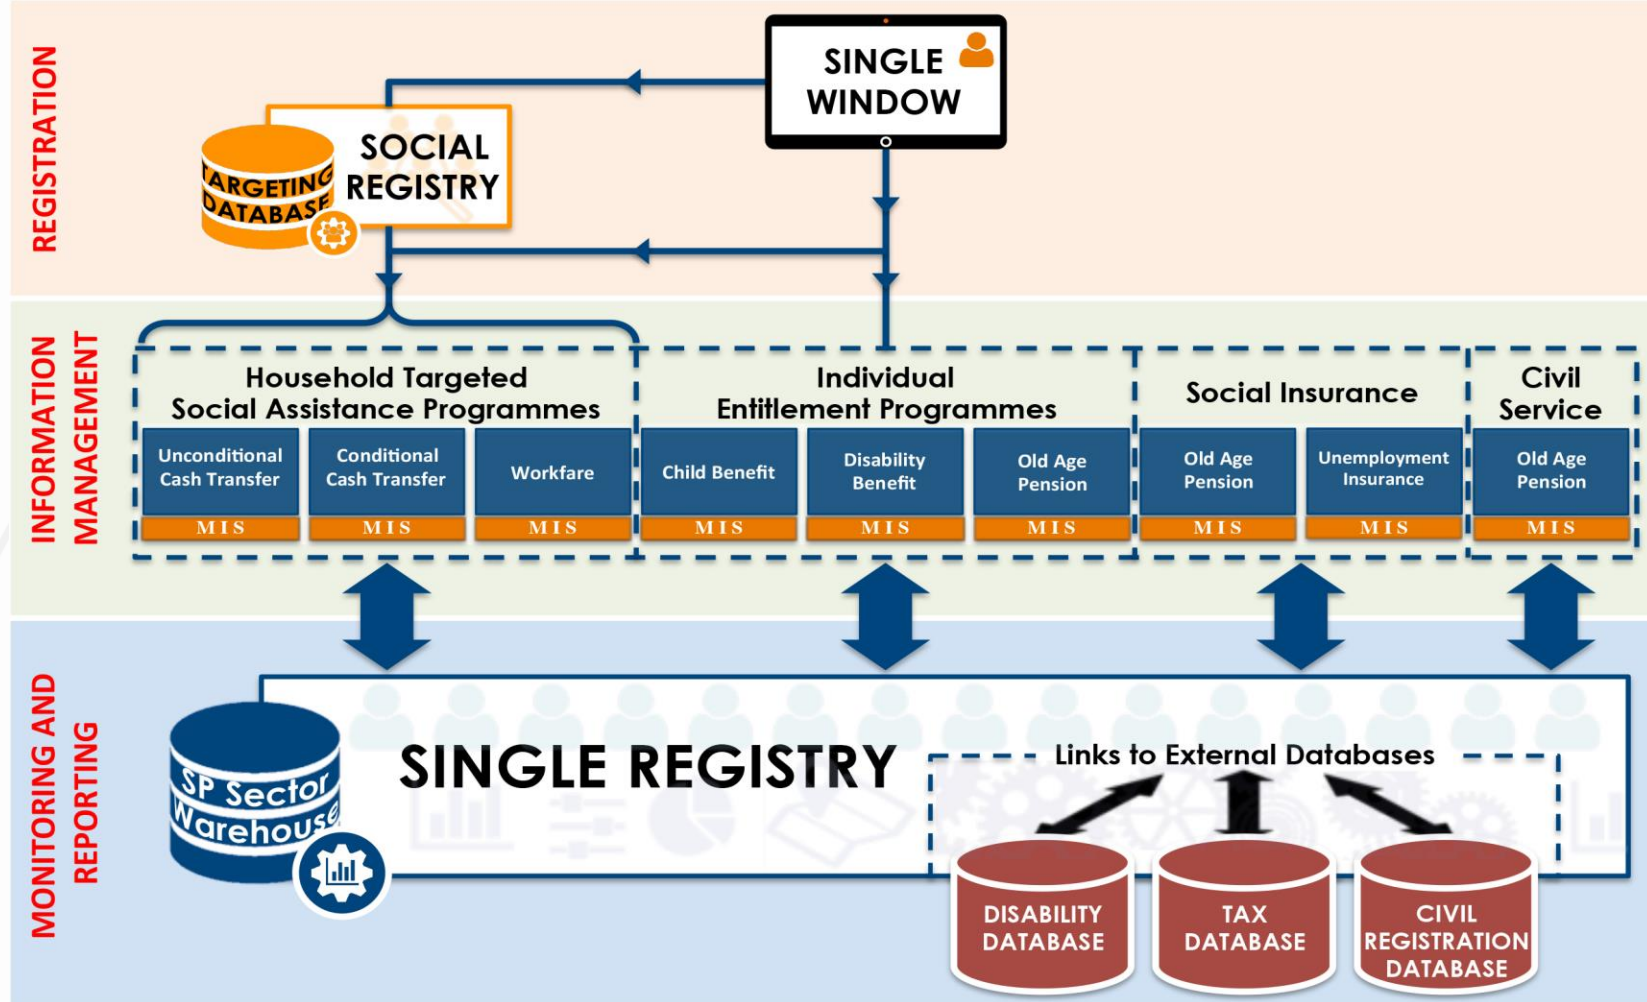 REGISTRATION
SINGLE
WINDOW
SOCIAL
REGISTRY
TARGETING
DATABASE
INFORMATION
MANAGEMENT
Household Targeted
Social Assistance Programmes
Unconditional
Cash Transfer
MIS
Conditional
Cash Transfer
MIS
Workfare
MIS
Individual
Entitlement Programmes
Child Benefit
MIS
Disability
Benefit
MIS
Old Age
Pension
MIS
Social Insurance
Old Age
Pension
MIS
Unemployment
Insurance
MIS
Civil
Service
Old Age
Pension
MIS
MONITORING AND
REPORTING
SP Sector
Warehouse
SINGLE REGISTRY
Links to External Databases
DISABILITY
DATABASE
TAX
DATABASE
CIVIL
REGISTRATION
DATABASE